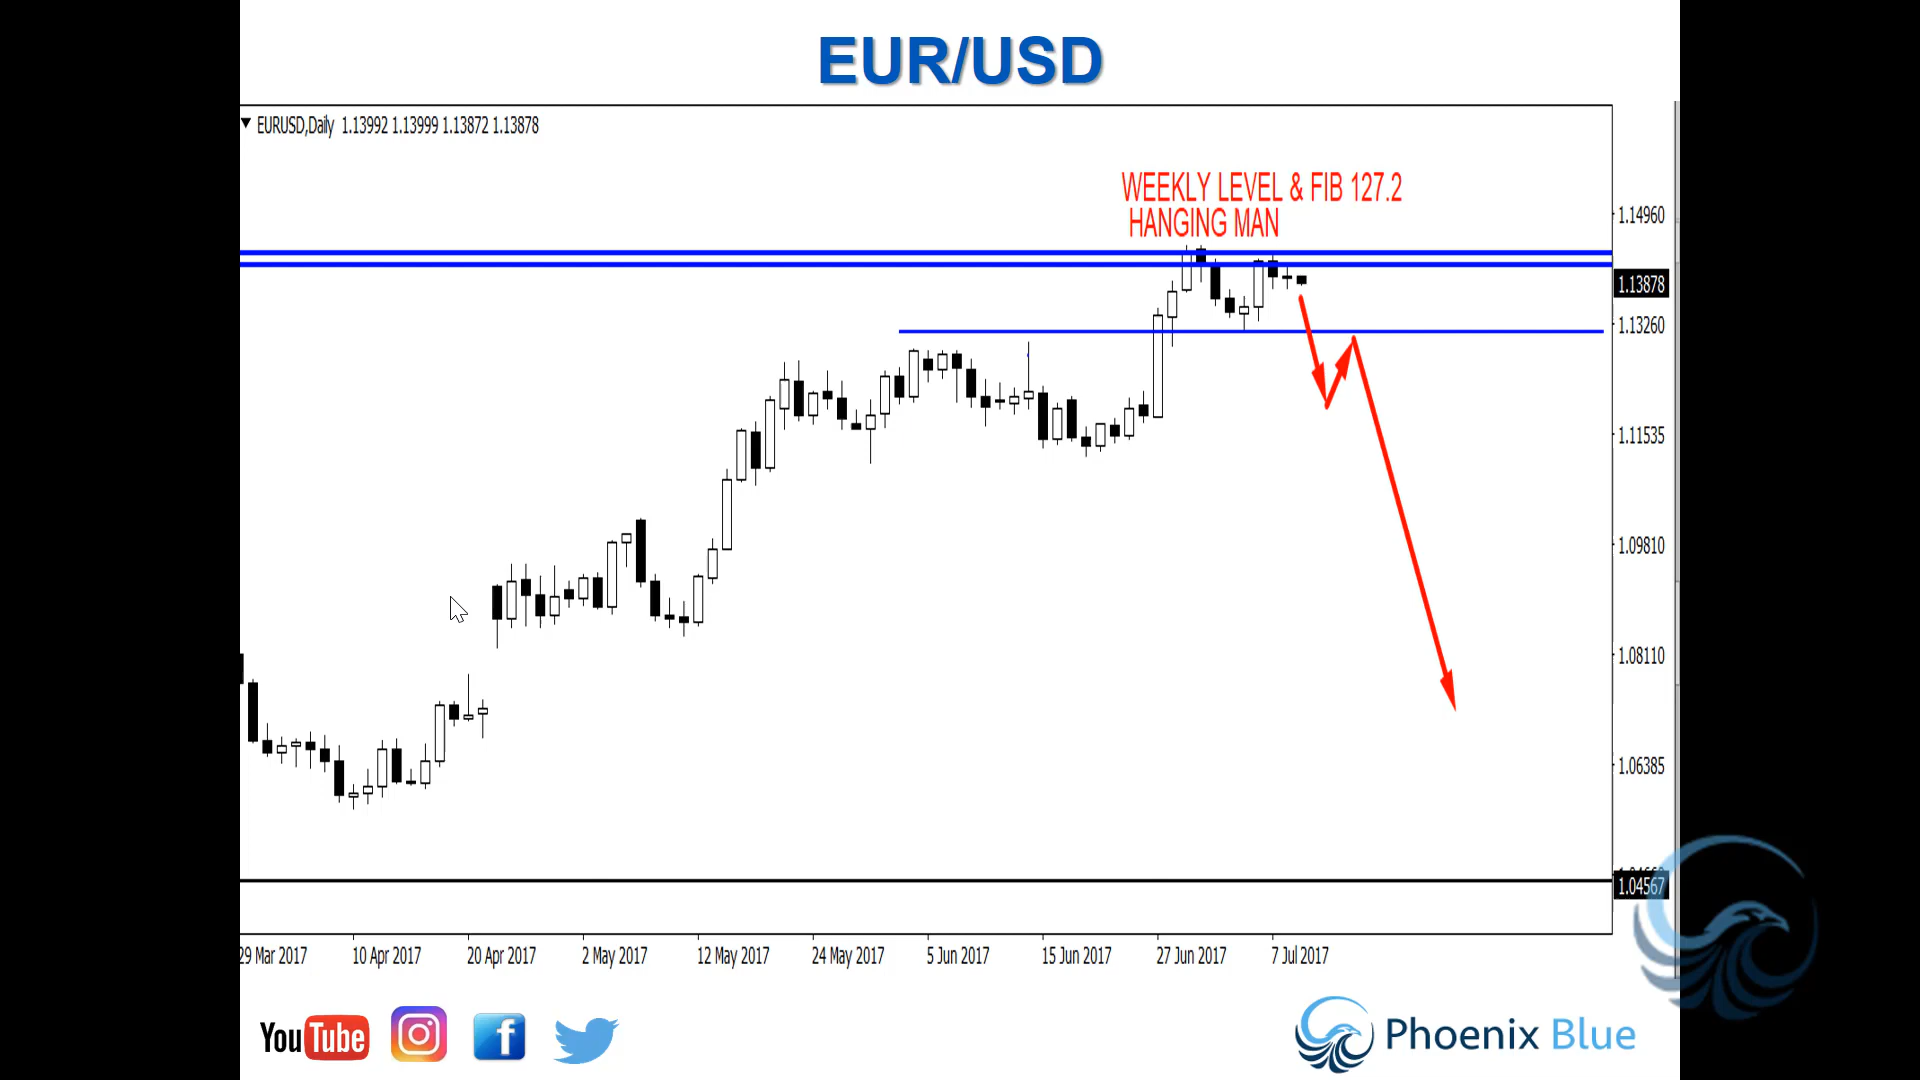 EUR/USD
EURUSD,Daily 1.13992 1.13999 1.13872 1.13878
WEEKLY LEVEL & FIB 127.2
HANGING MAN
1.14960
1.13878
1.13260
1.11535
1.09810
1.08110
1.06385
1.04567
29 Mar 2017 10 Apr 2017 20 Apr 2017 2 May 2017 12 May 2017 24 May 2017 5 Jun 2017 15 Jun 2017 27 Jun 2017 7 Jul 2017
YouTube
Phoenix Blue